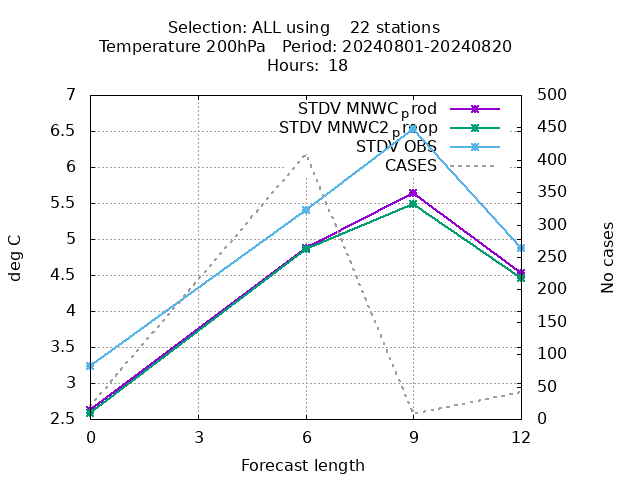 Selection: ALL using    22 stations
Temperature 200hPa   Period: 20240801-20240820
Hours:  18
STDV MNWC_prod
STDV MNWC2_preop
STDV OBS
CASES
7
6.5
6
5.5
5
4.5
4
3.5
3
2.5
deg C
500
450
400
350
300
250
200
150
100
50
0
No cases
0 3 6 9 12
Forecast length